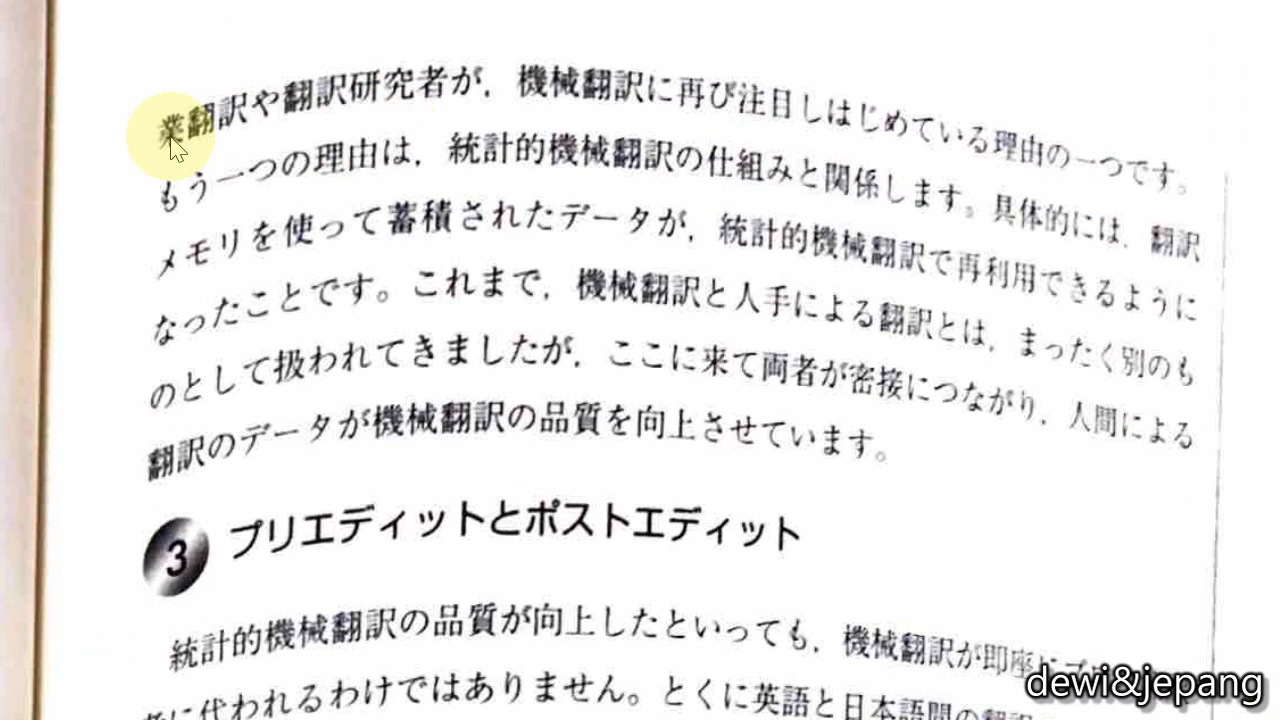 業翻訳や翻訳研究者が，機械翻訳に再び注目しはじめている理由の一つです。
もう一つの理由は，統計的機械翻訳の仕組みと関係します。具体的には，翻訳
メモリを使って蓄積されたデータが，統計的機械翻訳で再利用できるように
なったことです。これまで，機械翻訳と人手による翻訳とは，まったく別のも
のとして扱われてきましたが，ここに来て両者が密接につながり，人間による
翻訳のデータが機械翻訳の品質を向上させています。
3 プリエディットとポストエディット
統計的機械翻訳の品質が向上したといっても，機械翻訳が即座に
に代われるわけではありません。とくに英語と日本語間の翻訳
dewi&jepang